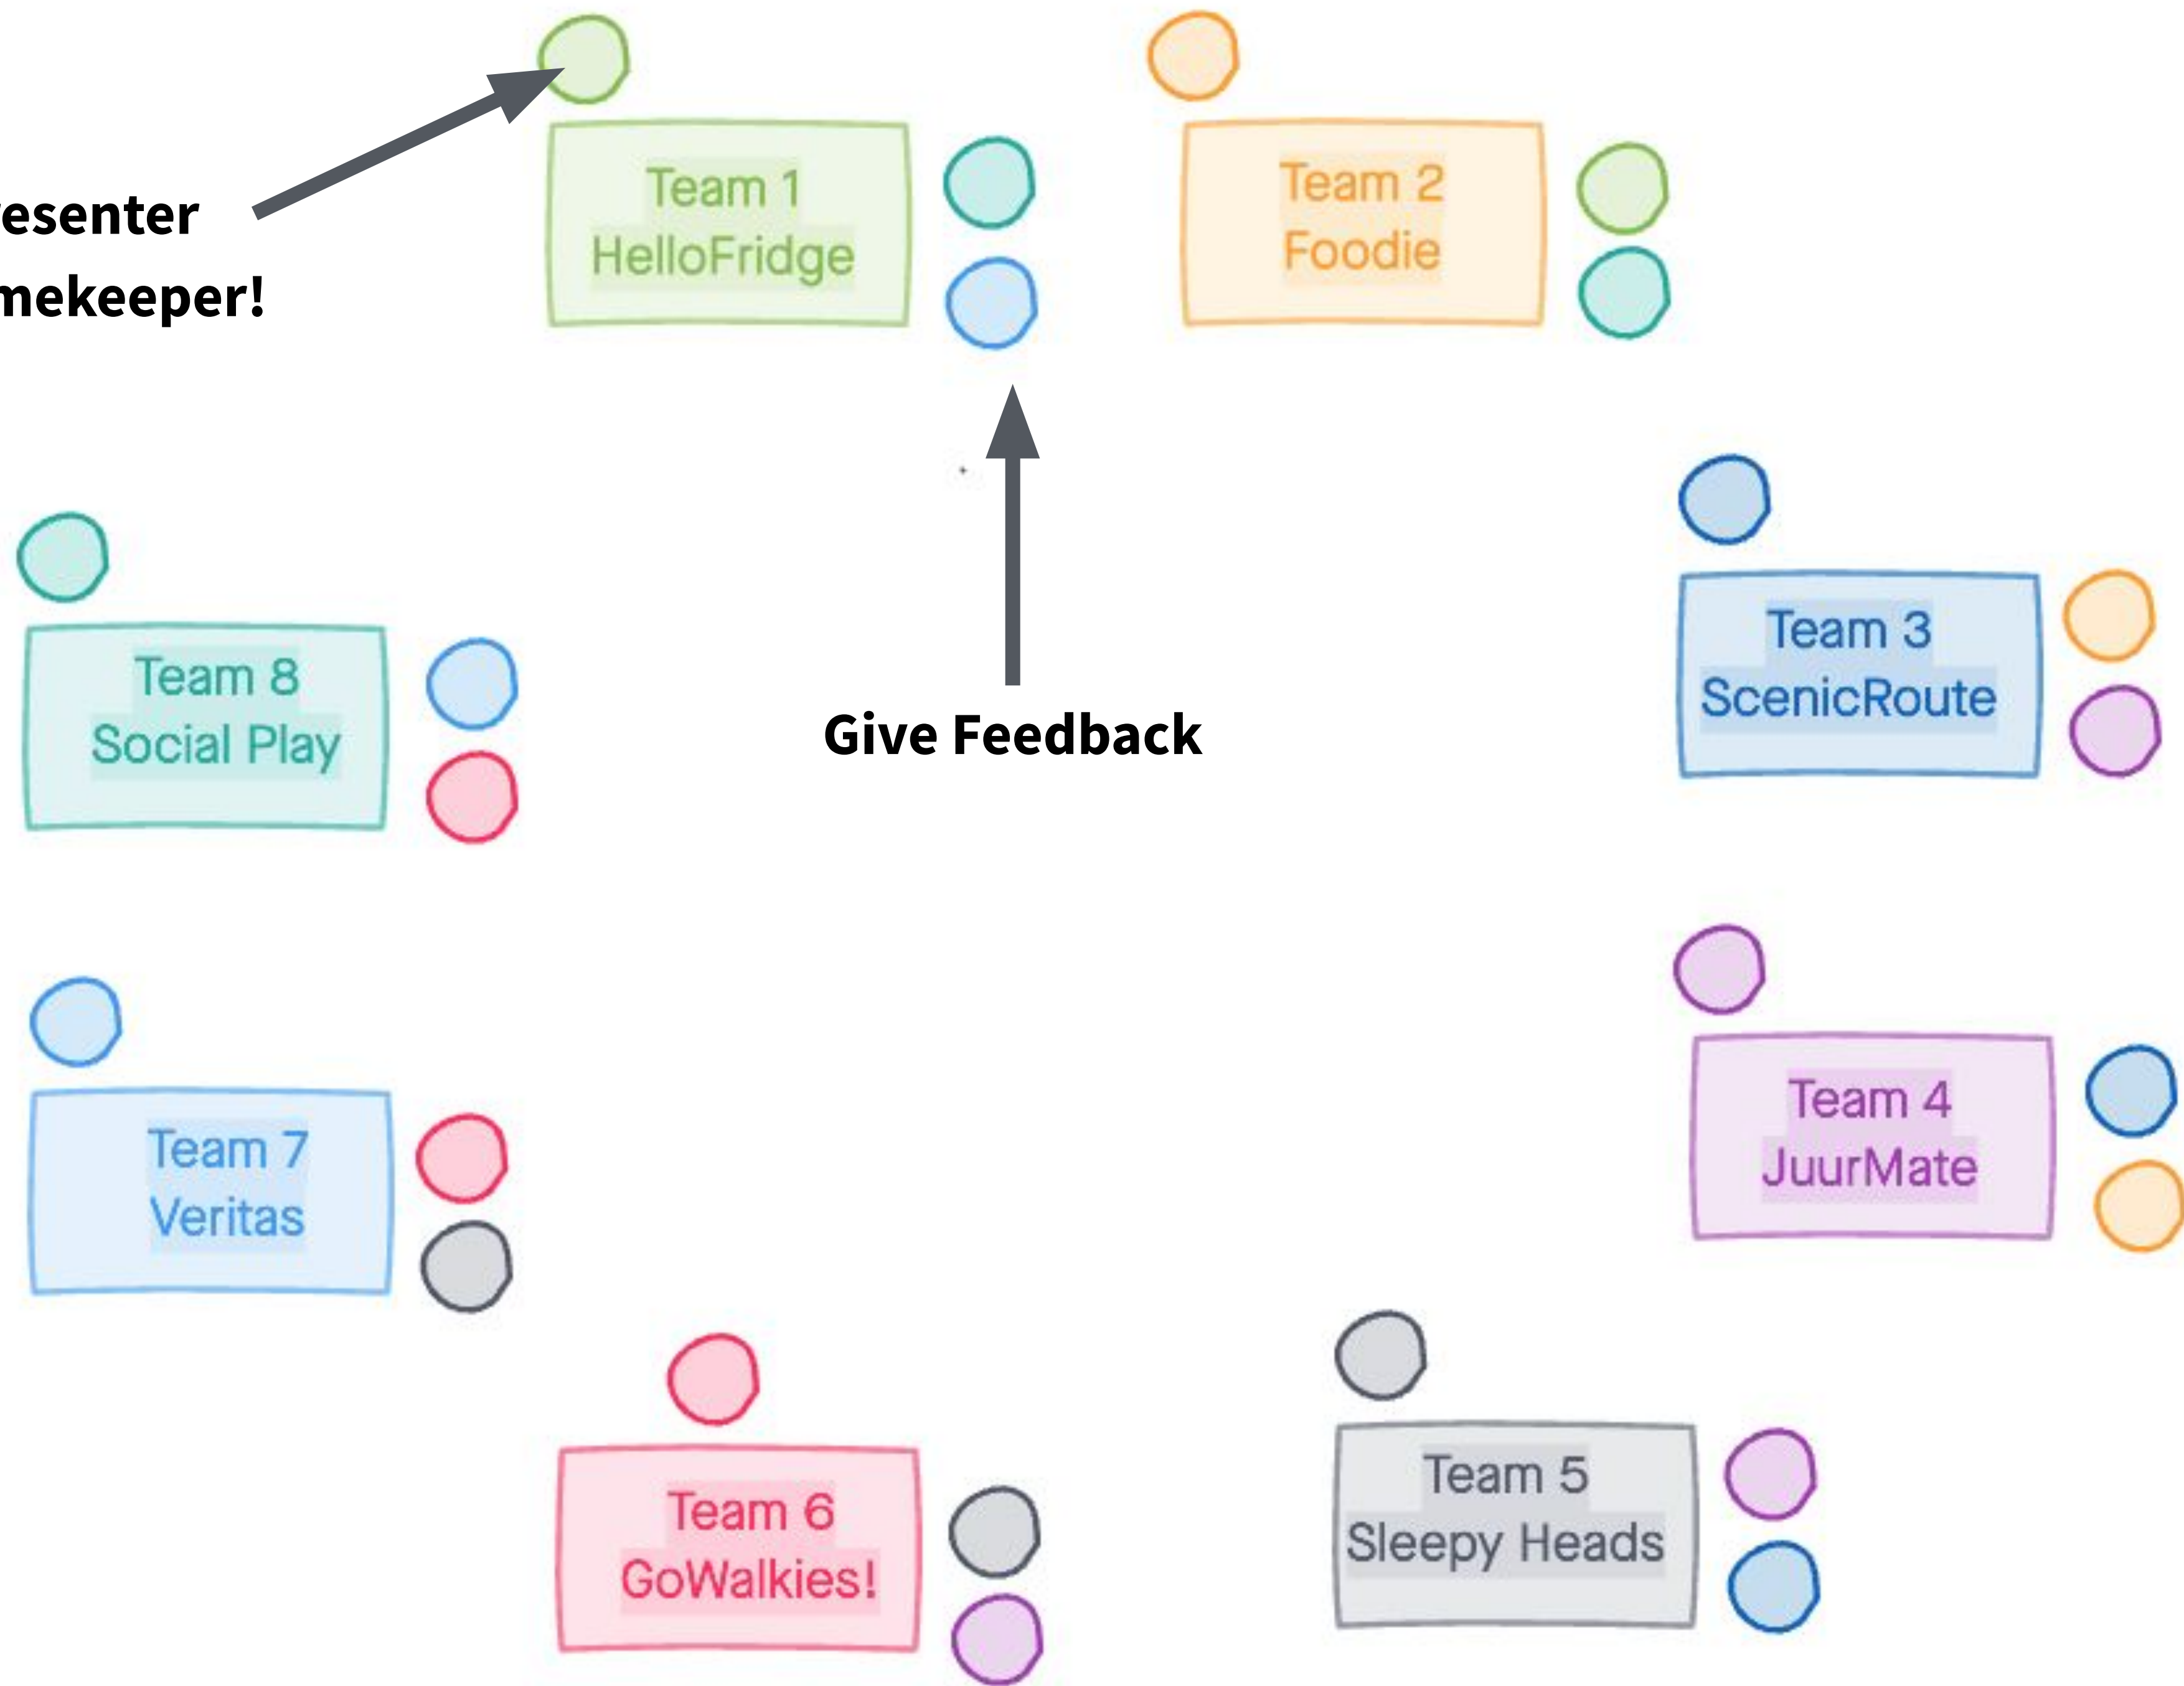 Team 1
HelloFridge
Team 2
Foodie
esenter
mekeeper!
Team 3
ScenicRoute
Team 8
Social Play
Give Feedback
Team 4
JuurMate
Team 7
Veritas
Team 5
Sleepy Heads
Team 6
GoWalkies!